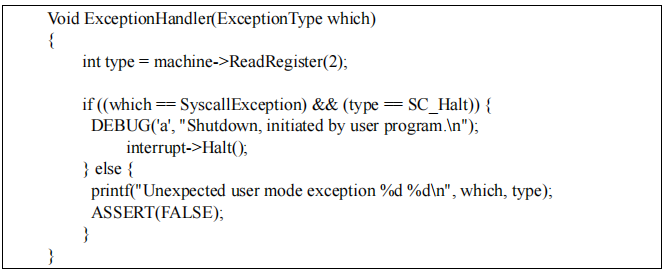 Void ExceptionHandler(ExceptionType which)
{
int type = machine->ReadRegister(2);
if ((which == SyscallException) && (type == SC_Halt)) {
DEBUG('a', "Shutdown, initiated by user program.\n");
interrupt->Halt();
} else {
printf("Unexpected user mode exception %d %d\n", which, type);
ASSERT(FALSE);
}
}